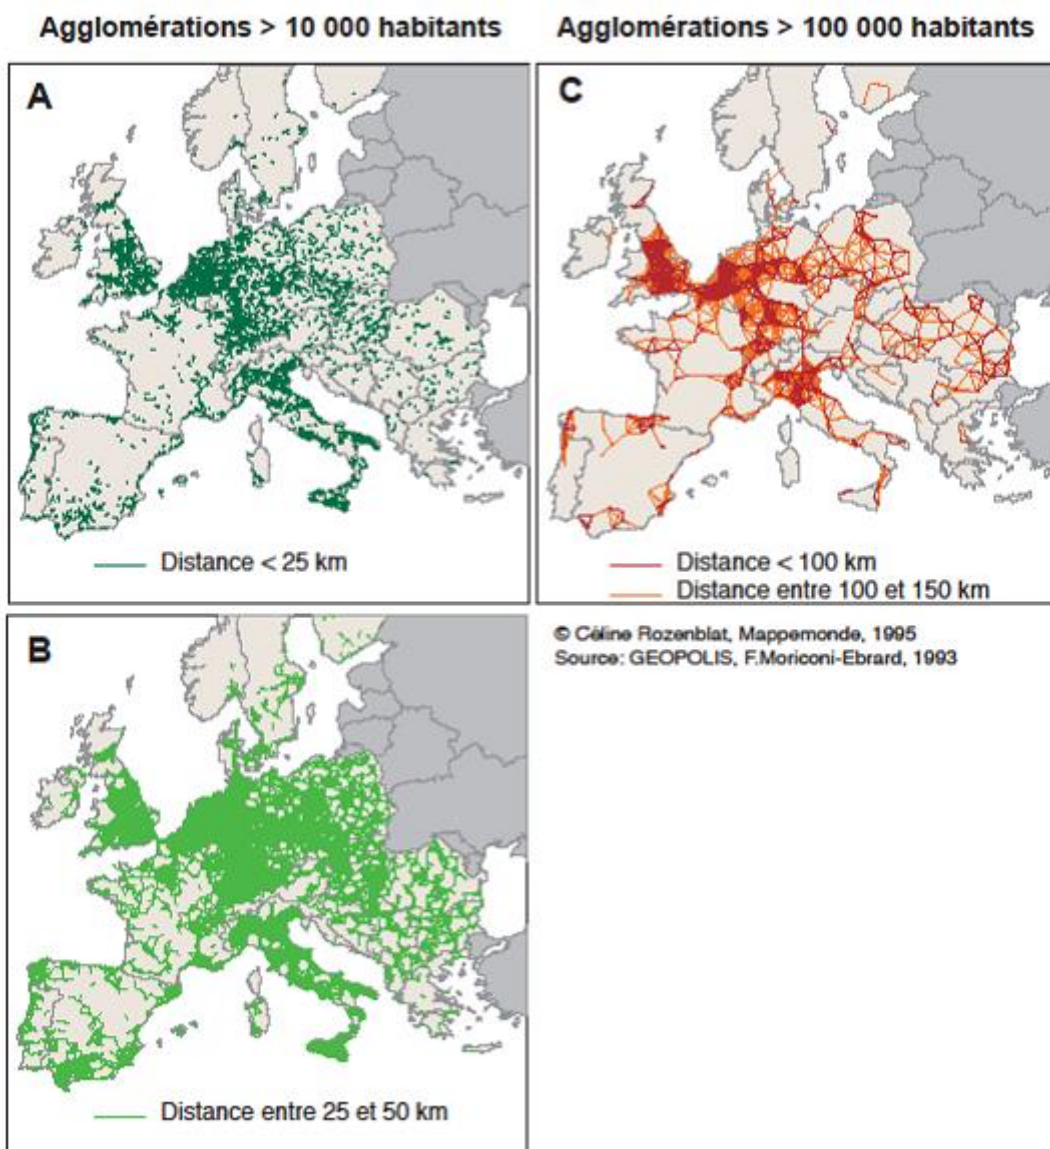 Agglomérations > 10 000 habitants
Agglomérations > 100 000 habitants
A
C
Distance < 25 km
Distance < 100 km
Distance entre 100 et 150 km
B
© Céline Rozenblat, Mappemonde, 1995
Source: GEOPOLIS, F.Moriconi-Ebrard, 1993
Distance entre 25 et 50 km